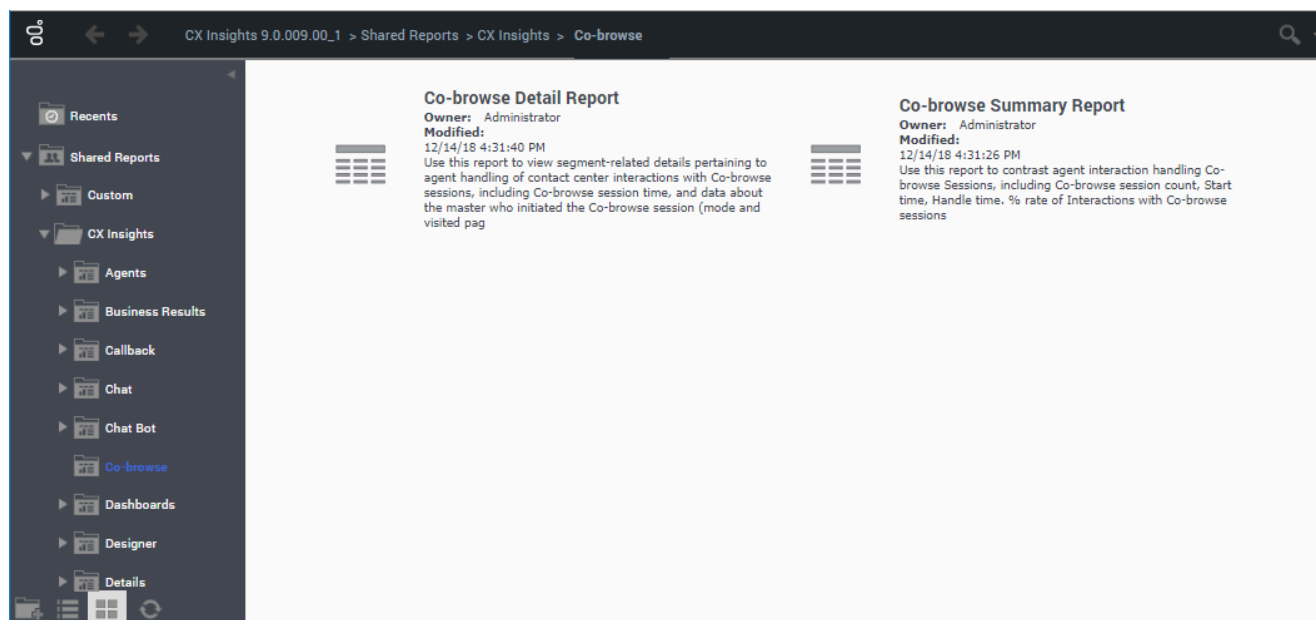 CX Insights 9.0.009.00_1 > Shared Reports > CX Insights > Co-browse
Recents
Shared Reports
Custom
CX Insights
Agents
Business Results
Callback
Chat
Chat Bot
Co-browse
Dashboards
Designer
Details
Co-browse Detail Report
Owner: Administrator
Modified:
12/14/18 4:31:40 PM
Use this report to view segment-related details pertaining to
agent handling of contact center interactions with Co-browse
sessions, including Co-browse session time, and data about
the master who initiated the Co-browse session (mode and
visited pag
Co-browse Summary Report
Owner: Administrator
Modified:
12/14/18 4:31:26 PM
Use this report to contrast agent interaction handling Co-
browse Sessions, including Co-browse session count, Start
time, Handle time. % rate of Interactions with Co-browse
sessions